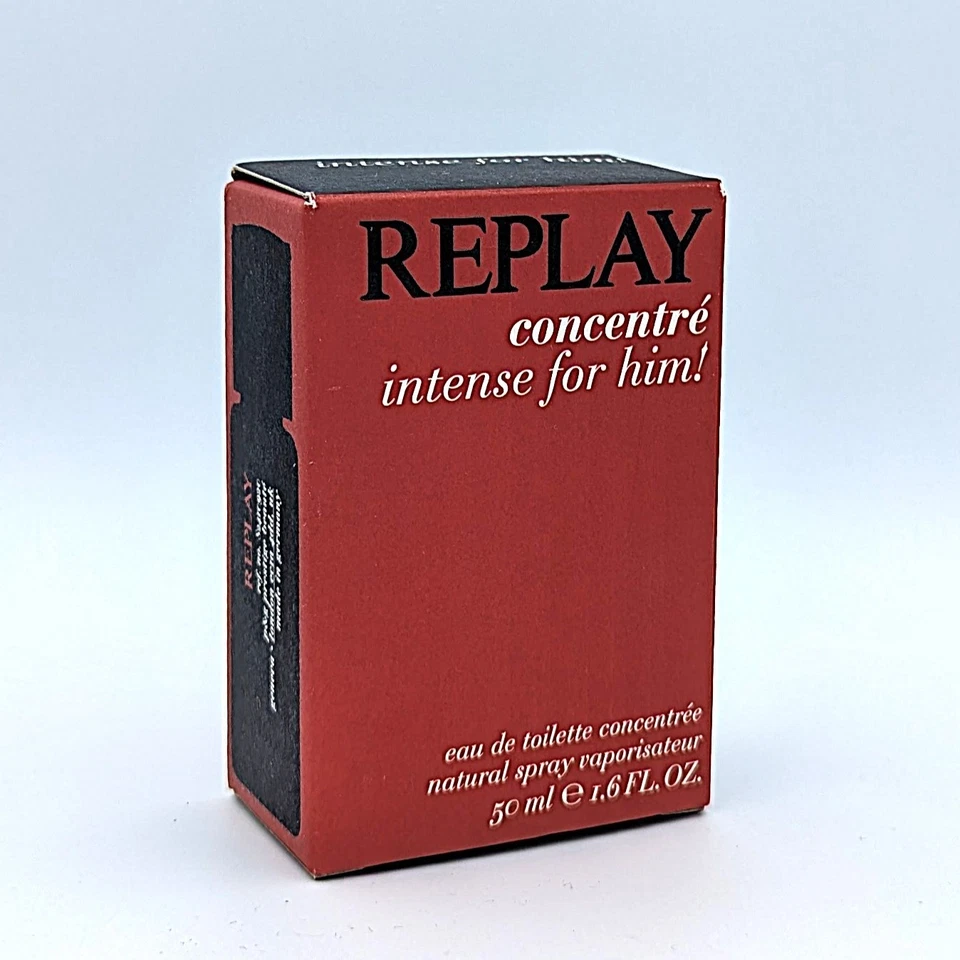 intense for him!
REPLAY
concentré
intense for him!
eau de toilette concentrée
natural spray vaporisateur
50 ml ℮ 1,6 FL. OZ.
REPLAY